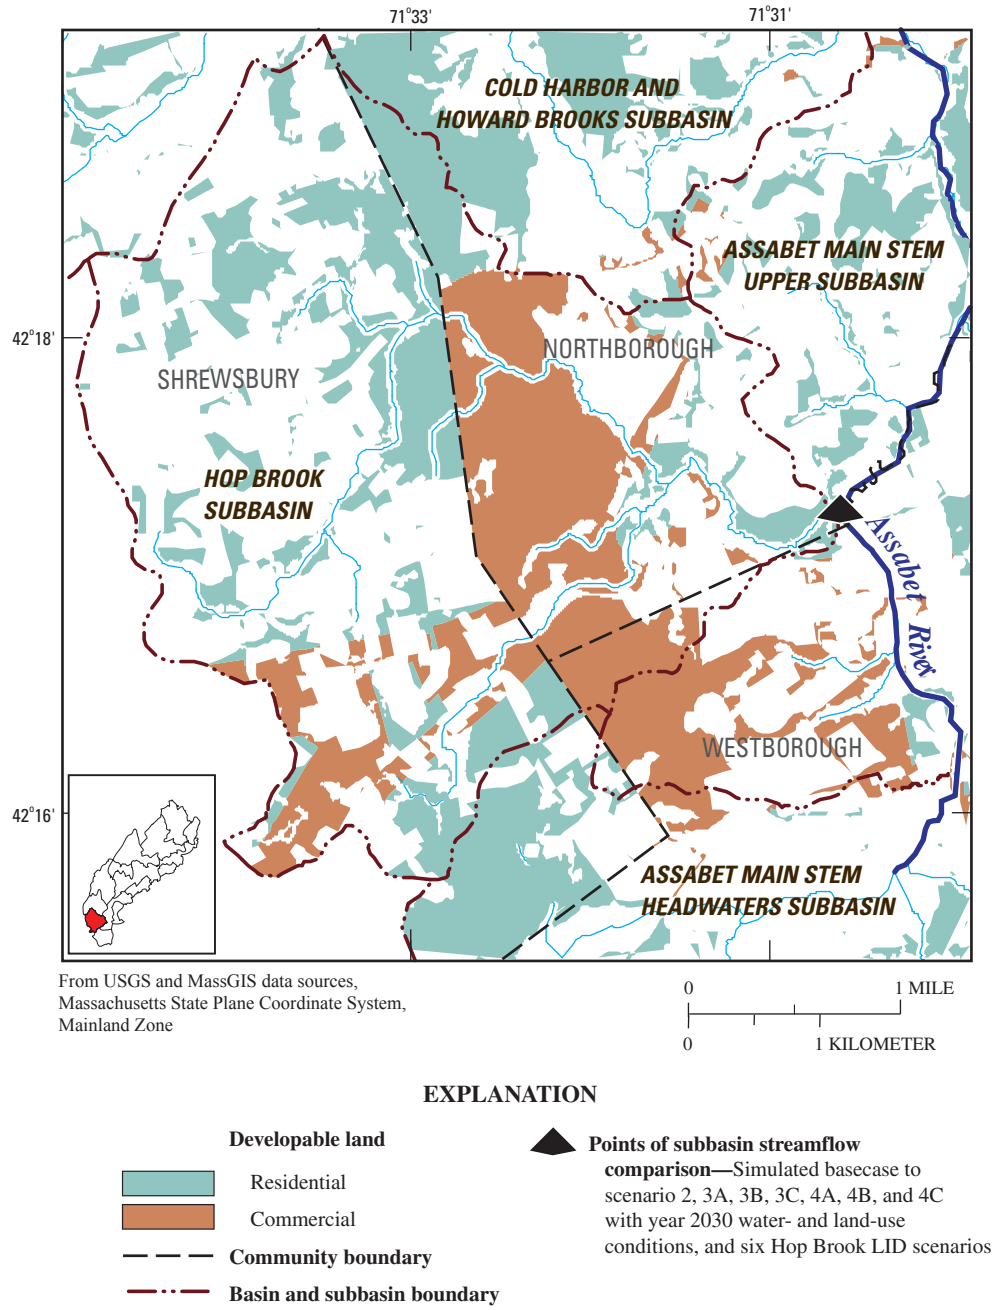 71°33'
71°31'
COLD HARBOR AND
HOWARD BROOKS SUBBASIN
ASSABET MAIN STEM
UPPER SUBBASIN
42°18'
NORTHBOROUGH
SHREWSBURY
HOP BROOK
SUBBASIN
Assabet River
WESTBOROUGH
42°16'
ASSABET MAIN STEM
HEADWATERS SUBBASIN
From USGS and MassGIS data sources,
Massachusetts State Plane Coordinate System,
Mainland Zone
0 1 MILE
0 1 KILOMETER
EXPLANATION
Developable land
Residential
Commercial
Community boundary
Basin and subbasin boundary
Points of subbasin streamflow
comparison—Simulated basecase to
scenario 2, 3A, 3B, 3C, 4A, 4B, and 4C
with year 2030 water- and land-use
conditions, and six Hop Brook LID scenarios